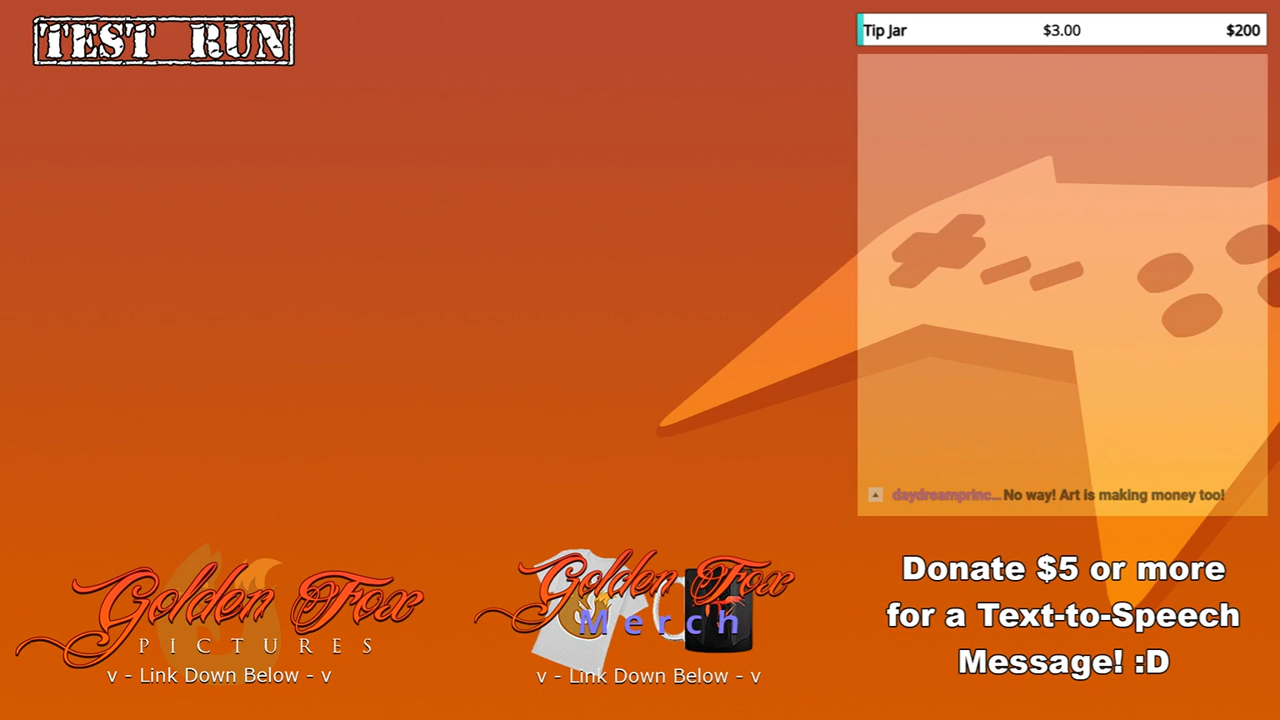 TEST RUN
Tip Jar $3.00 $200
daydreamprinc... No way! Art is making money too!
Golden Fox
PICTURES
v - Link Down Below - v
Golden Fox
Merch
v - Link Down Below - v
Donate $5 or more
for a Text-to-Speech
Message! :D